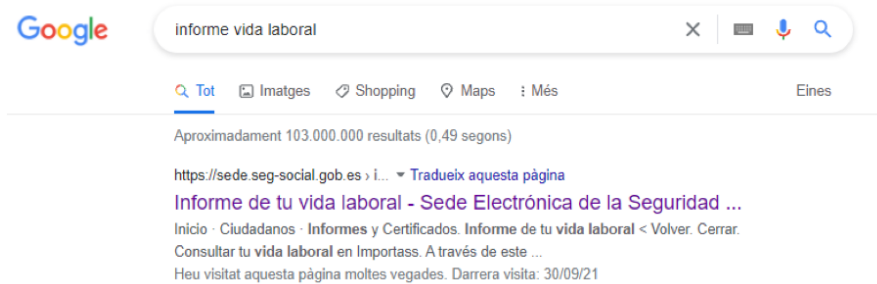 Google
informe vida laboral
Tot Imatges Shopping Maps Més Eines
Aproximadament 103.000.000 resultats (0,49 segons)
https://sede.seg-social.gob.es › i... Tradueix aquesta pàgina
Informe de tu vida laboral - Sede Electrónica de la Seguridad ...
Inicio · Ciudadanos · Informes y Certificados. Informe de tu vida laboral < Volver. Cerrar.
Consultar tu vida laboral en Importass. A través de este ...
Heu visitat aquesta pàgina moltes vegades. Darrera visita: 30/09/21